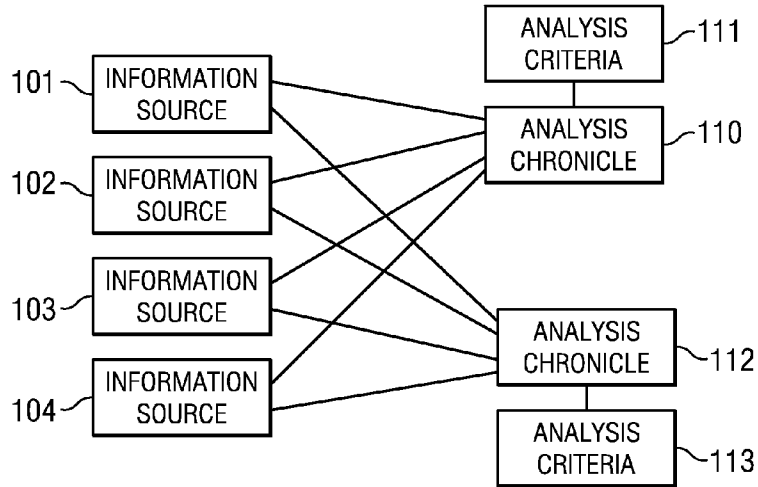 ANALYSIS
CRITERIA
111
101
INFORMATION
SOURCE
ANALYSIS
CHRONICLE
110
102
INFORMATION
SOURCE
103
INFORMATION
SOURCE
ANALYSIS
CHRONICLE
112
104
INFORMATION
SOURCE
ANALYSIS
CRITERIA
113